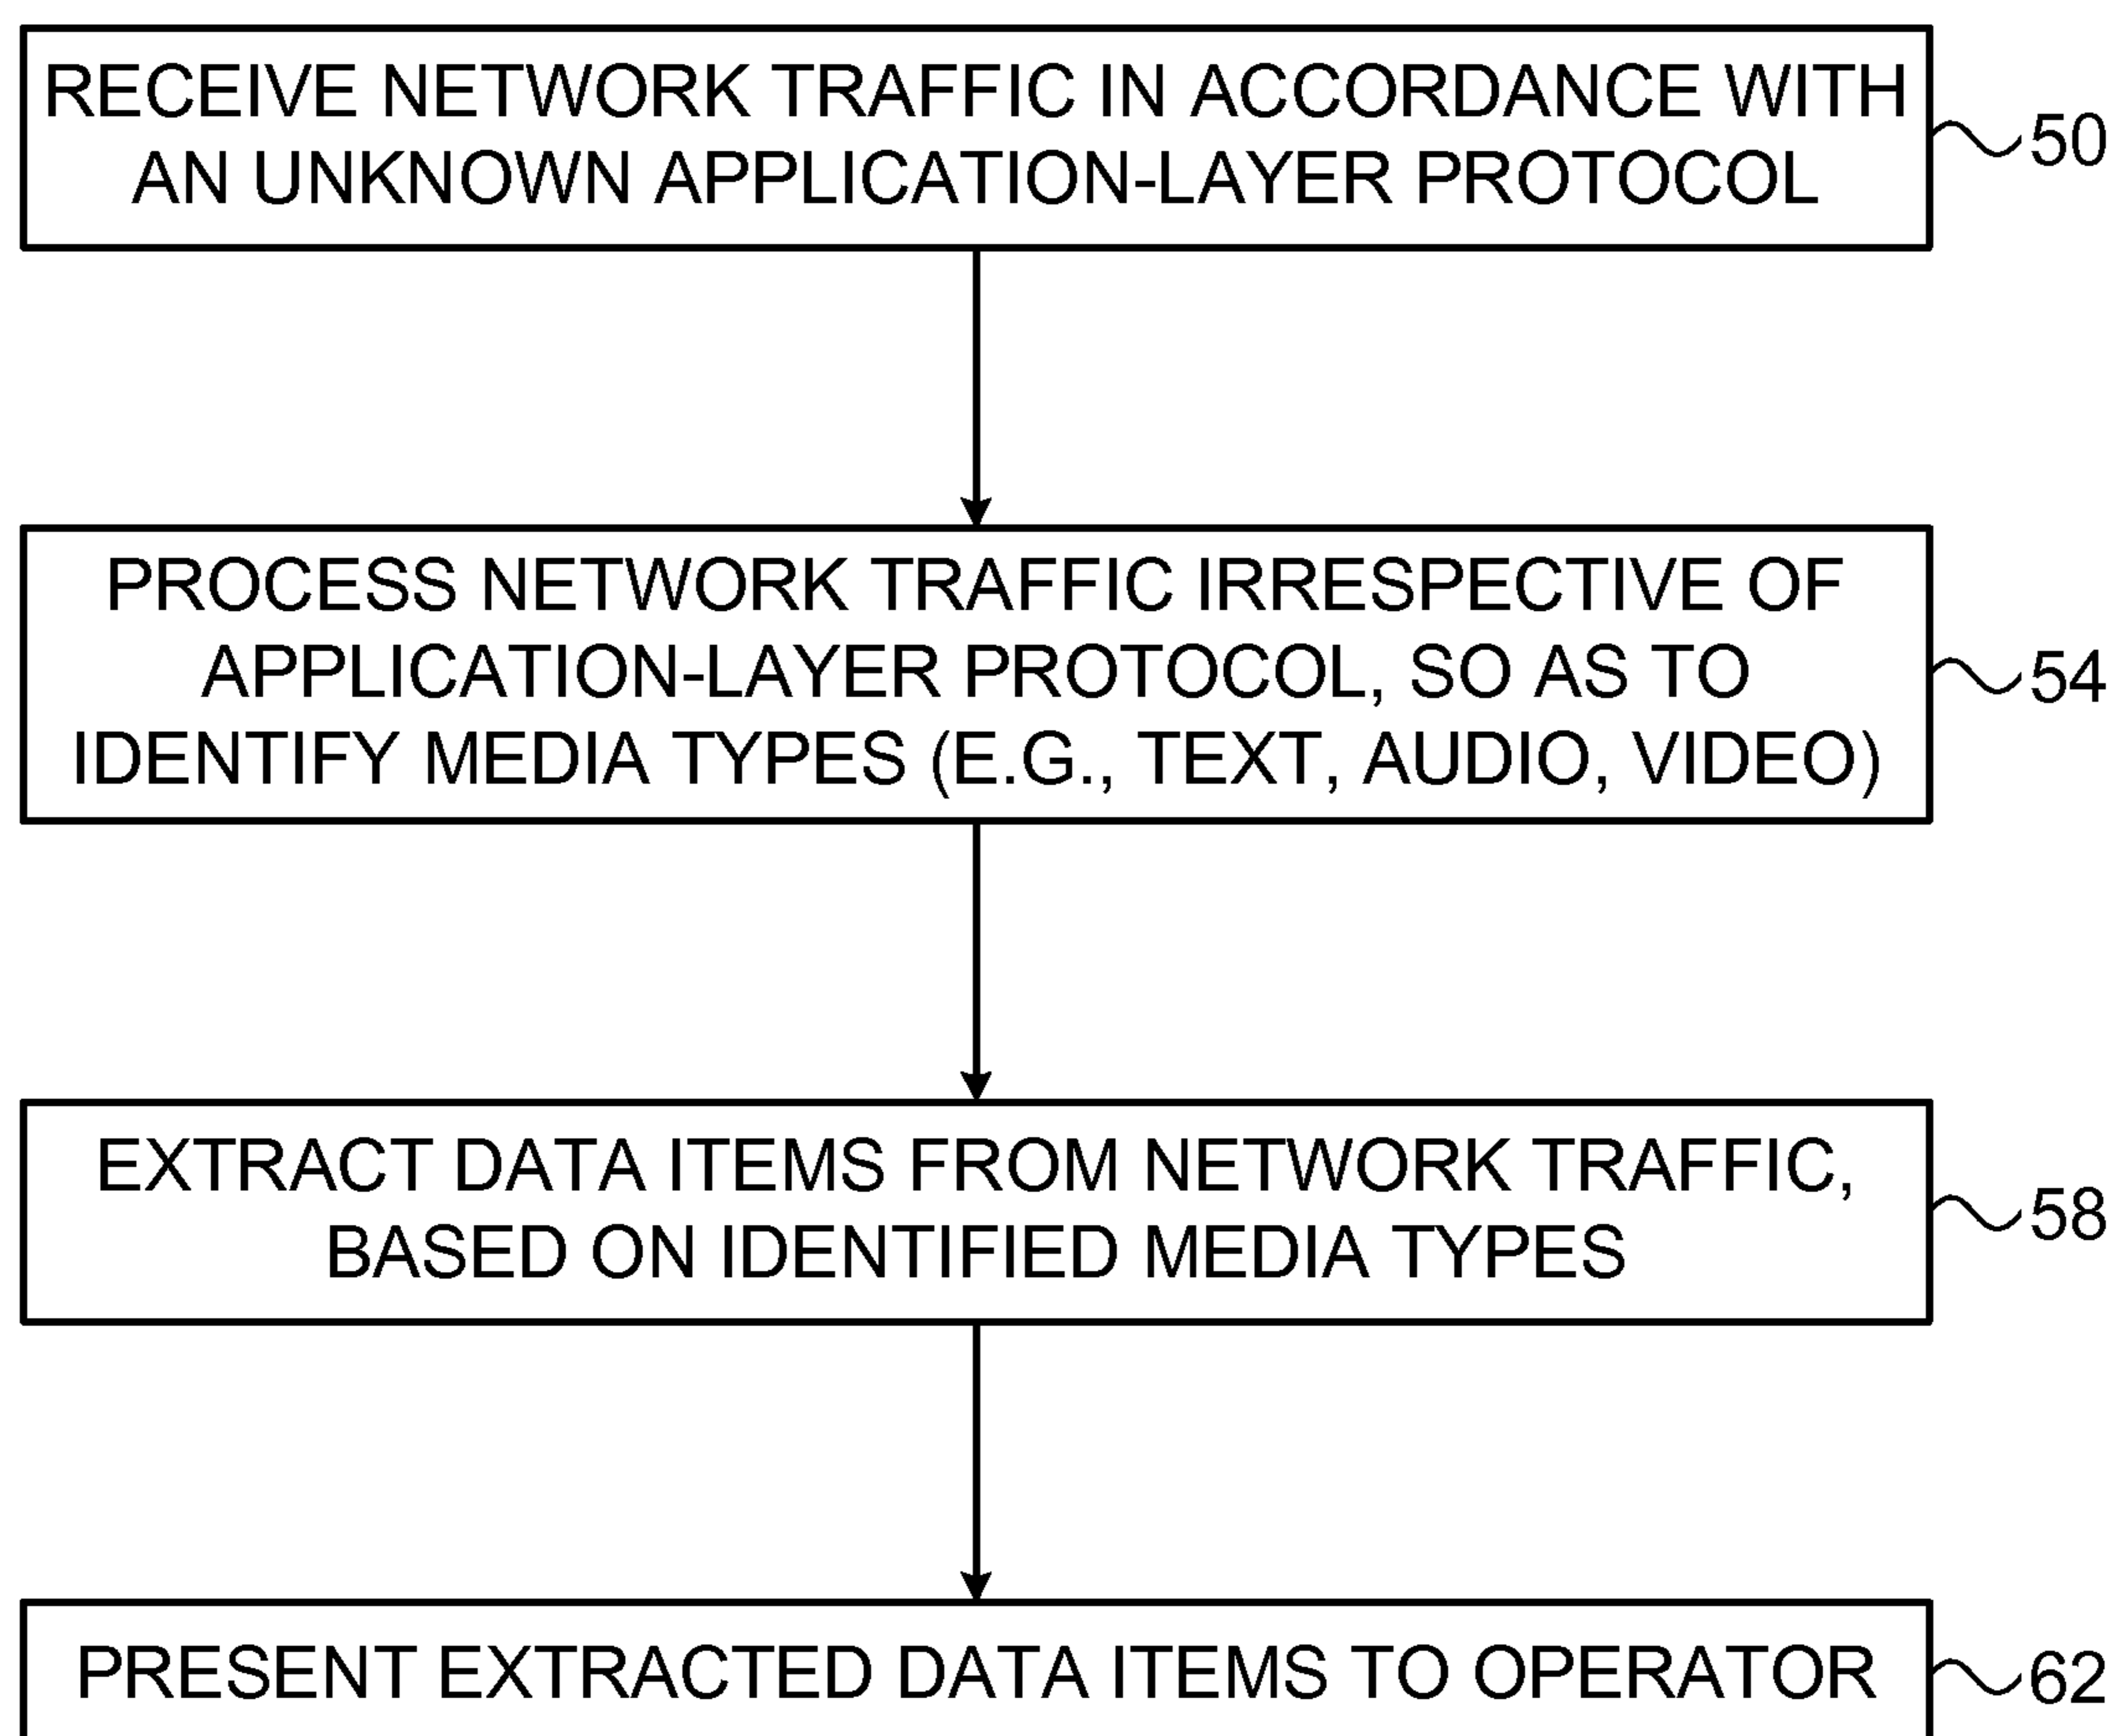 RECEIVE NETWORK TRAFFIC IN ACCORDANCE WITH
AN UNKNOWN APPLICATION-LAYER PROTOCOL
50
PROCESS NETWORK TRAFFIC IRRESPECTIVE OF
APPLICATION-LAYER PROTOCOL, SO AS TO
IDENTIFY MEDIA TYPES (E.G., TEXT, AUDIO, VIDEO)
54
EXTRACT DATA ITEMS FROM NETWORK TRAFFIC,
BASED ON IDENTIFIED MEDIA TYPES
58
PRESENT EXTRACTED DATA ITEMS TO OPERATOR
62